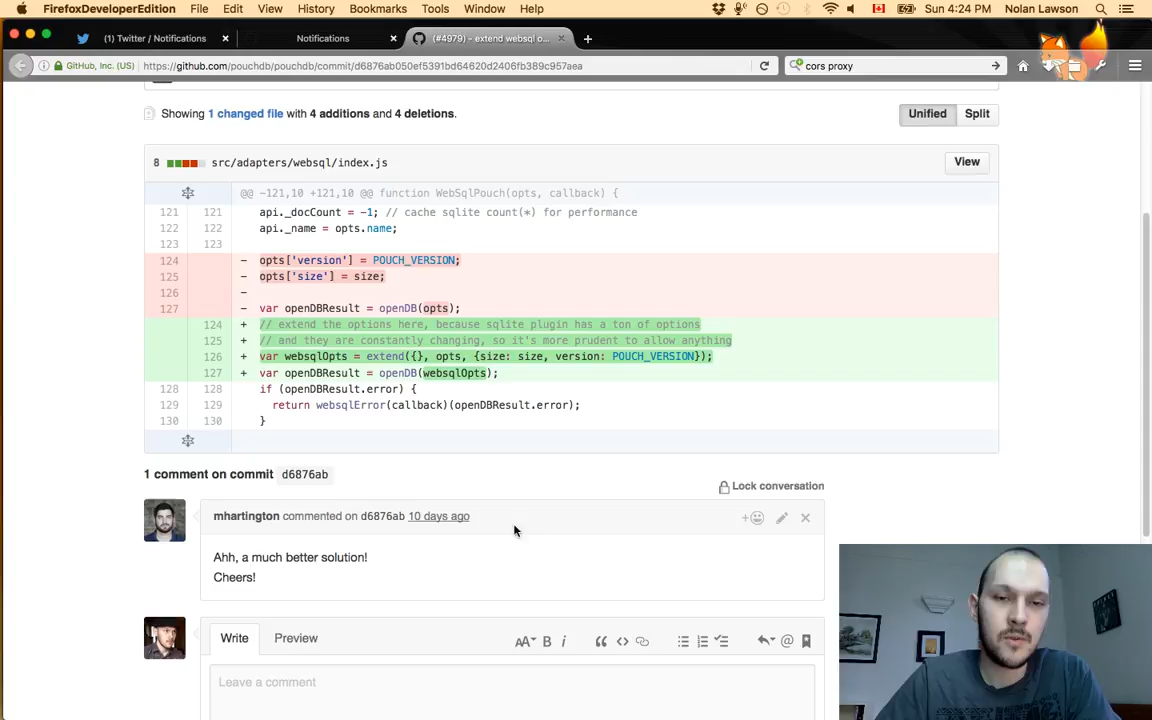 FirefoxDeveloperEdition File Edit View History Bookmarks Tools Window Help Sun 4:24 PM Nolan Lawson
(1) Twitter / Notifications × Notifications × (#4979) - extend websql o... × +
GitHub, Inc. (US) https://github.com/pouchdb/pouchdb/commit/d6876ab050ef5391bd64620d2406fb389c957aea cors proxy
Showing 1 changed file with 4 additions and 4 deletions.
Unified Split
8 src/adapters/websql/index.js View
@@ -121,10 +121,10 @@ function WebSqlPouch(opts, callback) {
121 121 api._docCount = -1; // cache sqlite count(*) for performance
122 122 api._name = opts.name;
123 123
124 - opts['version'] = POUCH_VERSION;
125 - opts['size'] = size;
126 -
127 - var openDBResult = openDB(opts);
124 + // extend the options here, because sqlite plugin has a ton of options
125 + // and they are constantly changing, so it's more prudent to allow anything
126 + var websqlOpts = extend({}, opts, {size: size, version: POUCH_VERSION});
127 + var openDBResult = openDB(websqlOpts);
128 128 if (openDBResult.error) {
129 129 return websqlError(callback)(openDBResult.error);
130 130 }
1 comment on commit d6876ab
Lock conversation
mhartington commented on d6876ab 10 days ago
Ahh, a much better solution!
Cheers!
Write Preview AA B i
Leave a comment